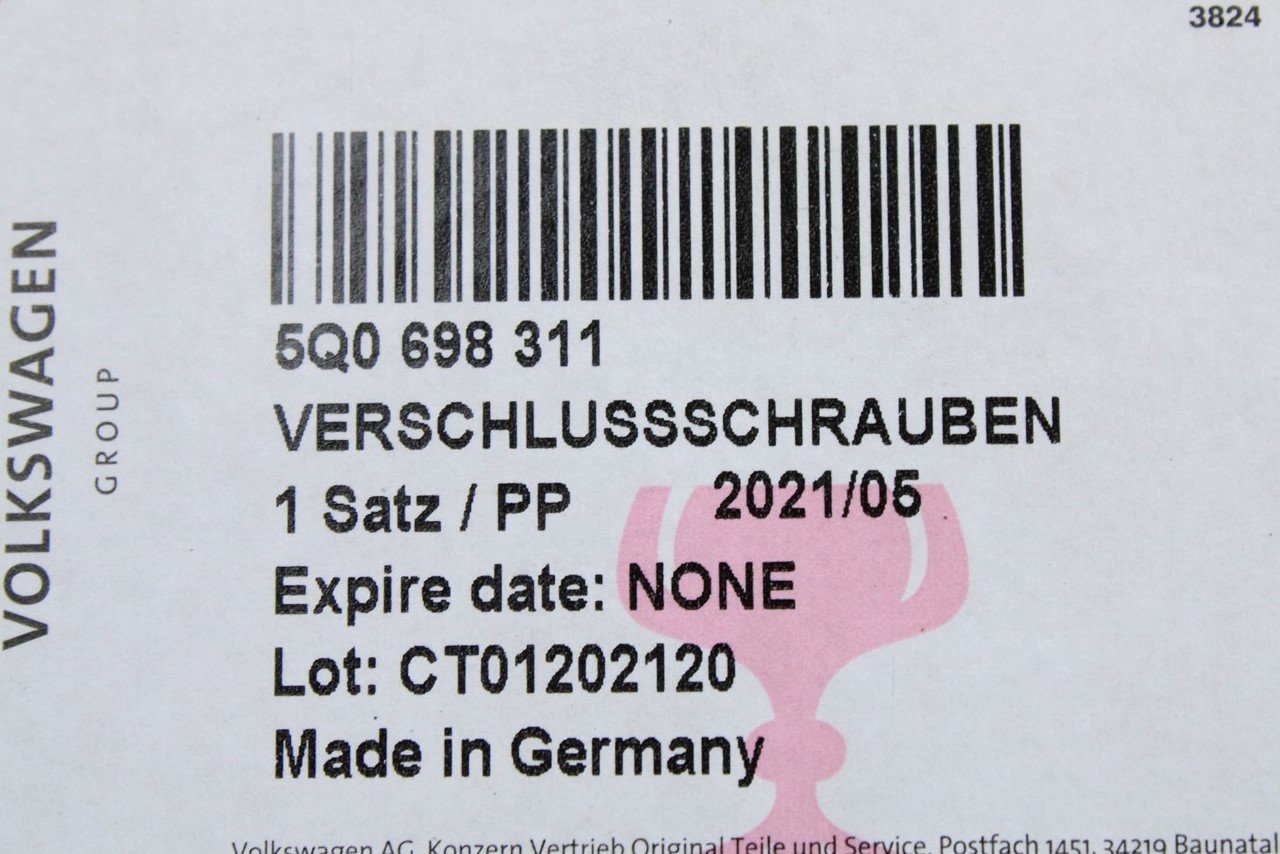 3824
VOLKSWAGEN
GROUP
5Q0 698 311
VERSCHLUSSSCHRAUBEN
1 Satz / PP 2021/05
Expire date: NONE
Lot: CT01202120
Made in Germany
Volkswagen AG, Konzern Vertrieb Original Teile und Service, Postfach 1451, 34219 Baunatal